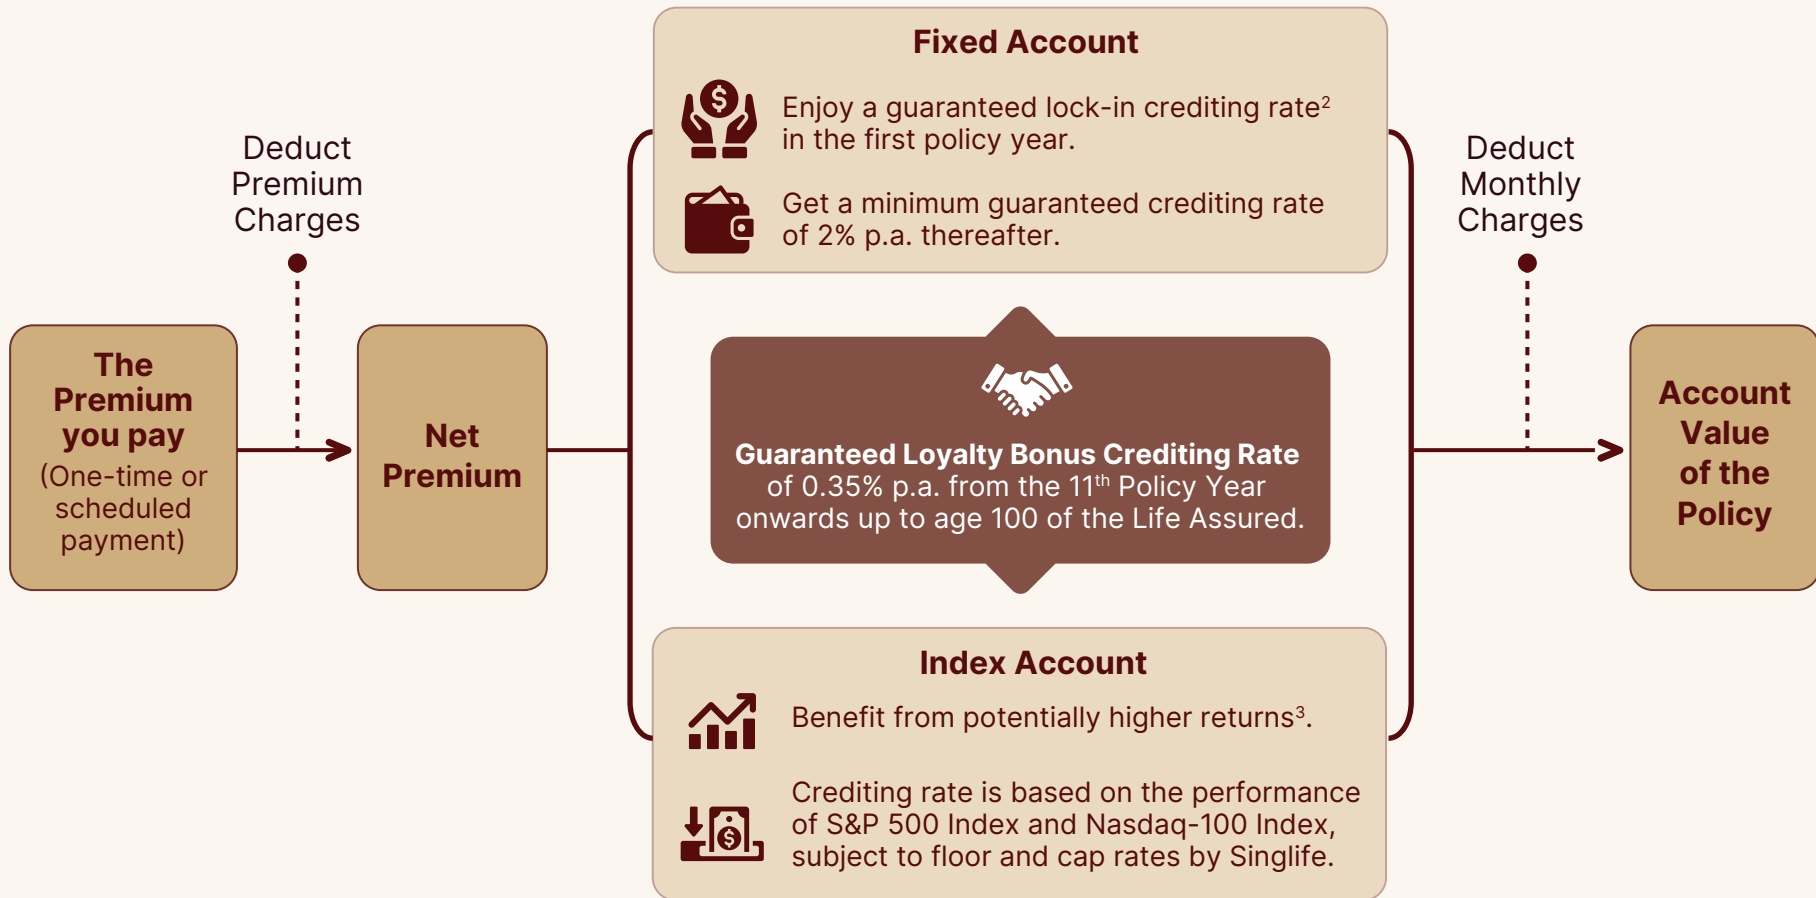 Fixed Account
Enjoy a guaranteed lock-in crediting rate²
in the first policy year.
Get a minimum guaranteed crediting rate
of 2% p.a. thereafter.
Deduct
Premium
Charges
Deduct
Monthly
Charges
The
Premium
you pay
(One-time or
scheduled
payment)
Net
Premium
Guaranteed Loyalty Bonus Crediting Rate
of 0.35% p.a. from the 11th Policy Year
onwards up to age 100 of the Life Assured.
Account
Value
of the
Policy
Index Account
Benefit from potentially higher returns³.
Crediting rate is based on the performance
of S&P 500 Index and Nasdaq-100 Index,
subject to floor and cap rates by Singlife.